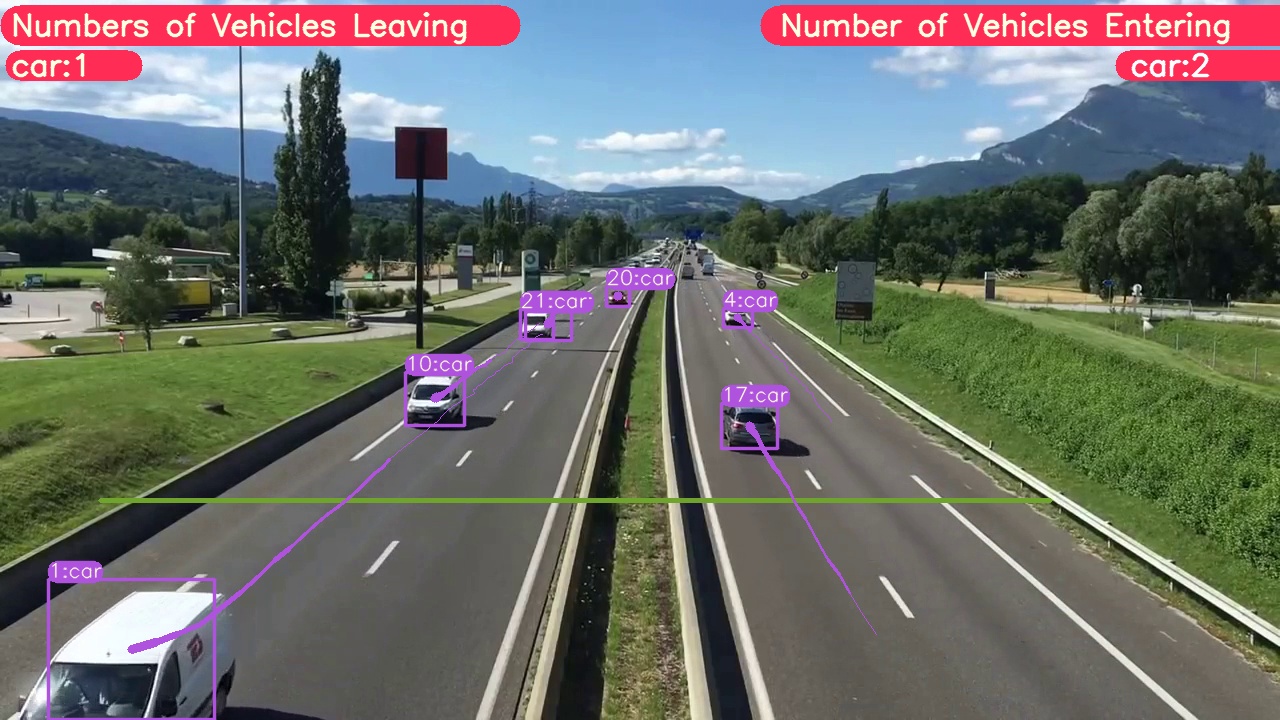 Numbers of Vehicles Leaving
Number of Vehicles Entering
car:1
car:2
20:car
21:car
4:car
10:car
17:car
1:car